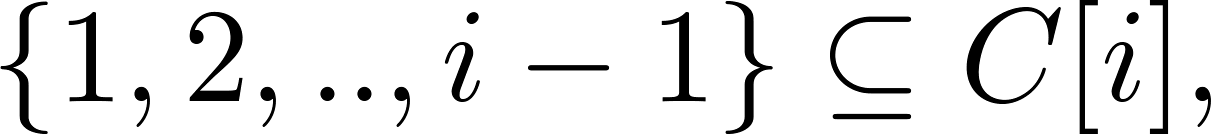 {1, 2, .., i − 1} ⊆ C[i],